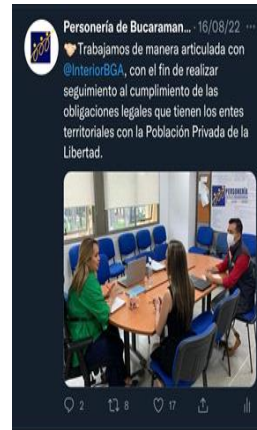 Personería de Bucaraman... · 16/08/22 ···
🤝Trabajamos de manera articulada con
@InteriorBGA, con el fin de realizar
seguimiento al cumplimiento de las
obligaciones legales que tienen los entes
territoriales con la Población Privada de la
Libertad.
PERSONERÍA
2 8 17